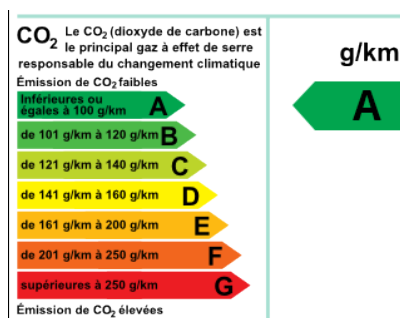 CO2 Le CO2 (dioxyde de carbone) est
le principal gaz à effet de serre
responsable du changement climatique
Émission de CO2 faibles
Inférieures ou
égales à 100 g/km A
de 101 g/km à 120 g/km B
de 121 g/km à 140 g/km C
de 141 g/km à 160 g/km D
de 161 g/km à 200 g/km E
de 201 g/km à 250 g/km F
supérieures à 250 g/km G
Émission de CO2 élevées
g/km
A